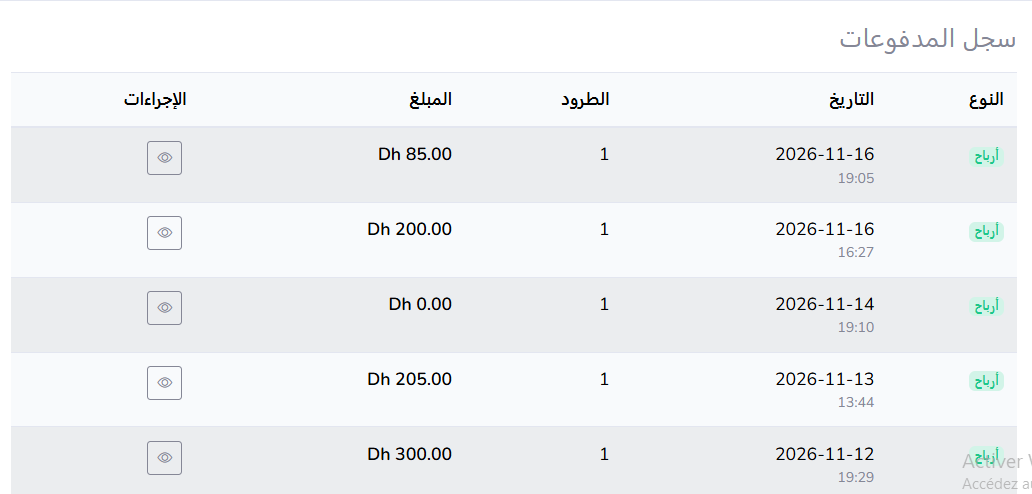 سجل المدفوعات
النوع التاريخ الطرود المبلغ الإجراءات
أرباح 2026-11-16 1 Dh 85.00
19:05
أرباح 2026-11-16 1 Dh 200.00
16:27
أرباح 2026-11-14 1 Dh 0.00
19:10
أرباح 2026-11-13 1 Dh 205.00
13:44
أرباح 2026-11-12 1 Dh 300.00
19:29
Activer
Accédez